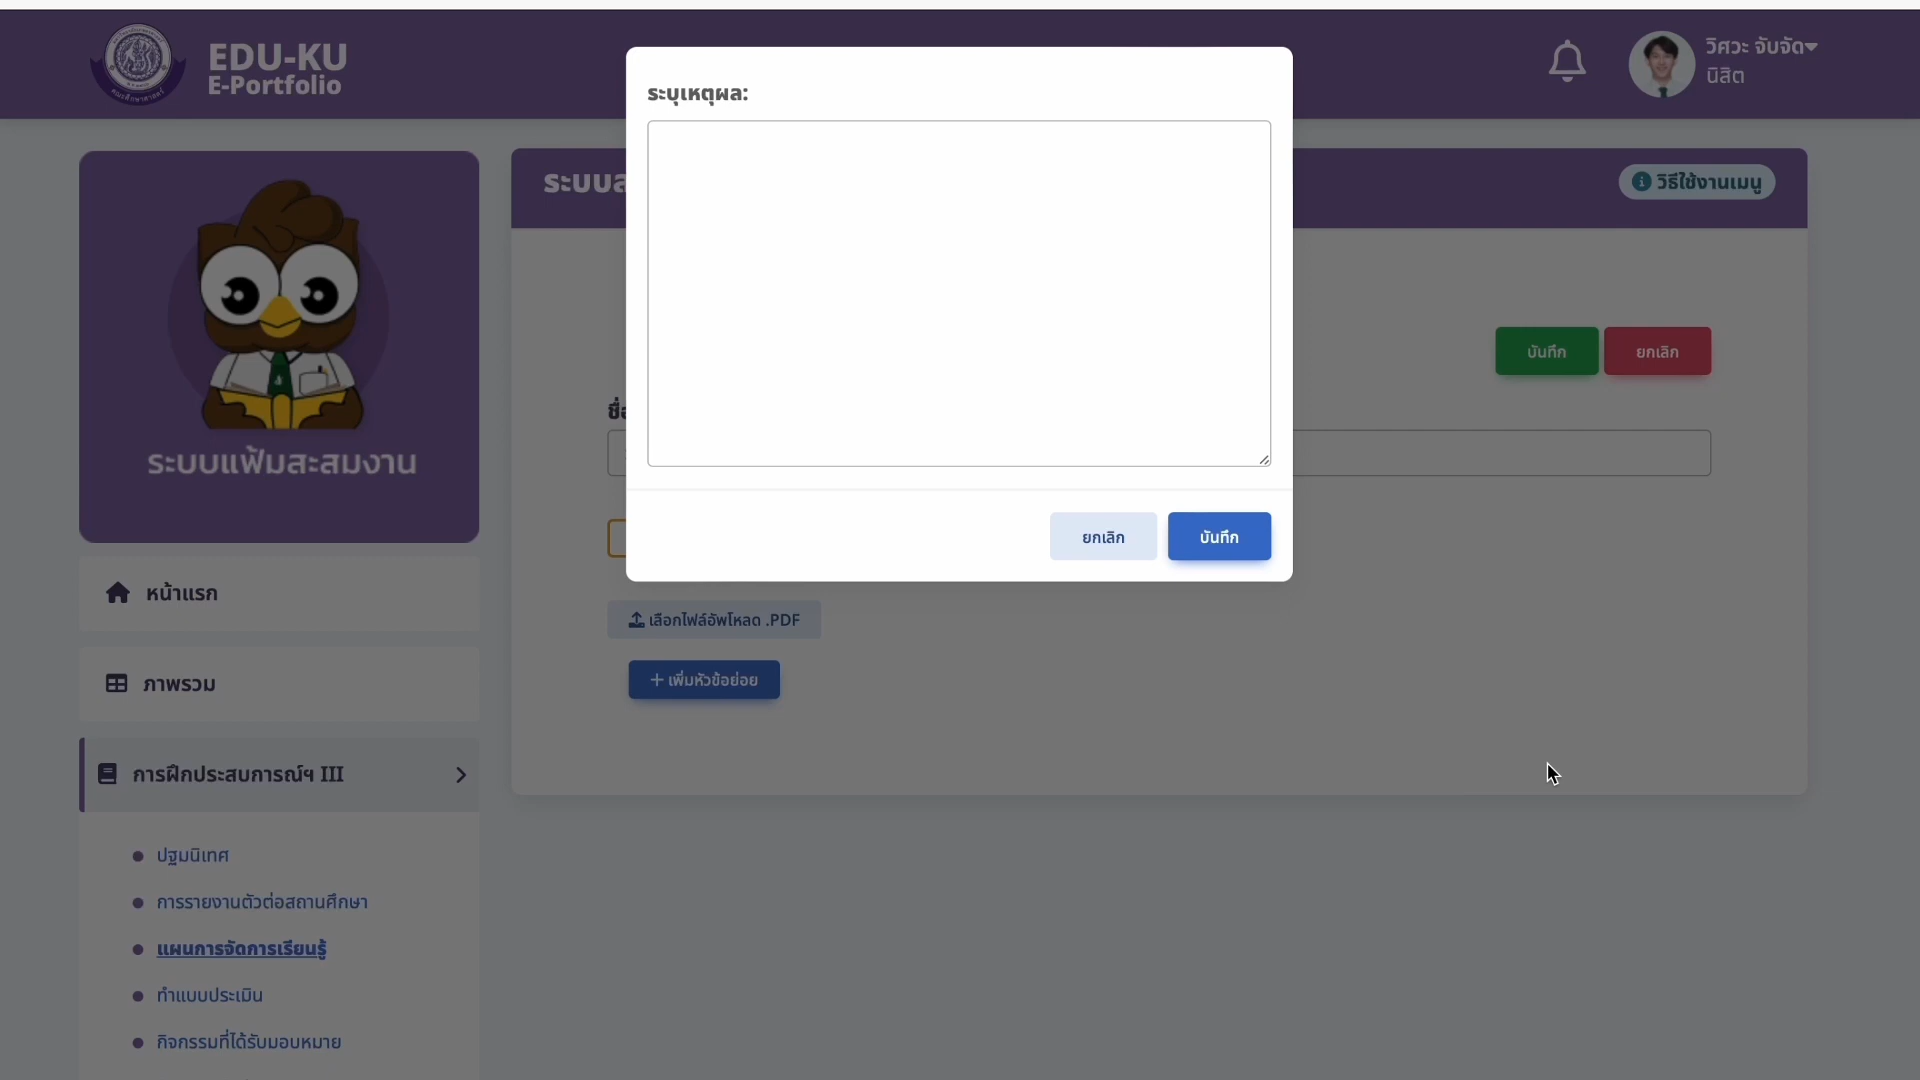 EDU-KU
E-Portfolio
วิศวะ จับจัด
นิสิต
ระบุเหตุผล:
วิธีใช้งานเมนู
บันทึก
ยกเลิก
ยกเลิก
บันทึก
ระบบแฟ้มสะสมงาน
หน้าแรก
ภาพรวม
การฝึกประสบการณ์ฯ III
ปฐมนิเทศ
การรายงานตัวต่อสถานศึกษา
แผนการจัดการเรียนรู้
ทำแบบประเมิน
กิจกรรมที่ได้รับมอบหมาย
เลือกไฟล์อัพโหลด .PDF
เพิ่มหัวข้อย่อย